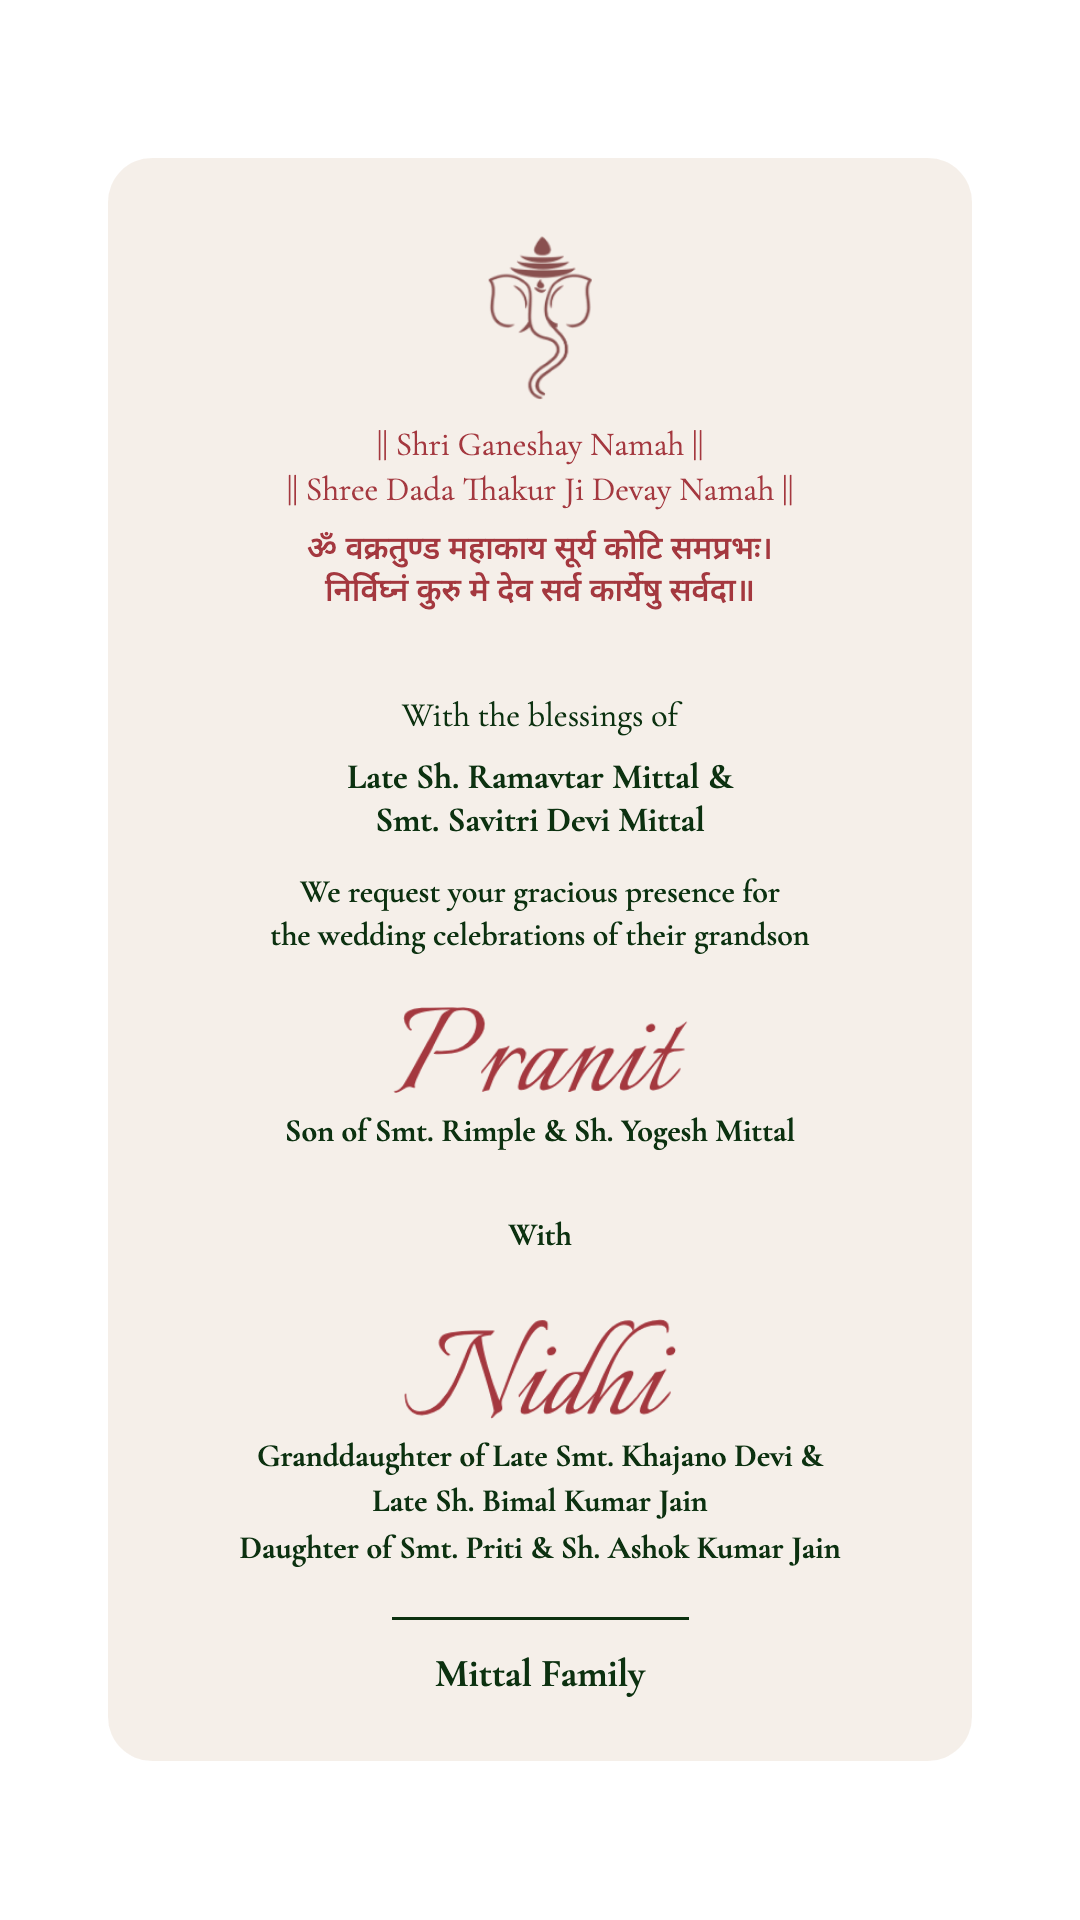 || Shri Ganeshay Namah ||
|| Shree Dada Thakur Ji Devay Namah ||
ॐ वक्रतुण्ड महाकाय सूर्य कोटि समप्रभः।
निर्विघ्नं कुरु मे देव सर्व कार्येषु सर्वदा॥
With the blessings of
Late Sh. Ramavtar Mittal &
Smt. Savitri Devi Mittal
We request your gracious presence for
the wedding celebrations of their grandson
Pranit
Son of Smt. Rimple & Sh. Yogesh Mittal
With
Nidhi
Granddaughter of Late Smt. Khajano Devi &
Late Sh. Bimal Kumar Jain
Daughter of Smt. Priti & Sh. Ashok Kumar Jain
Mittal Family